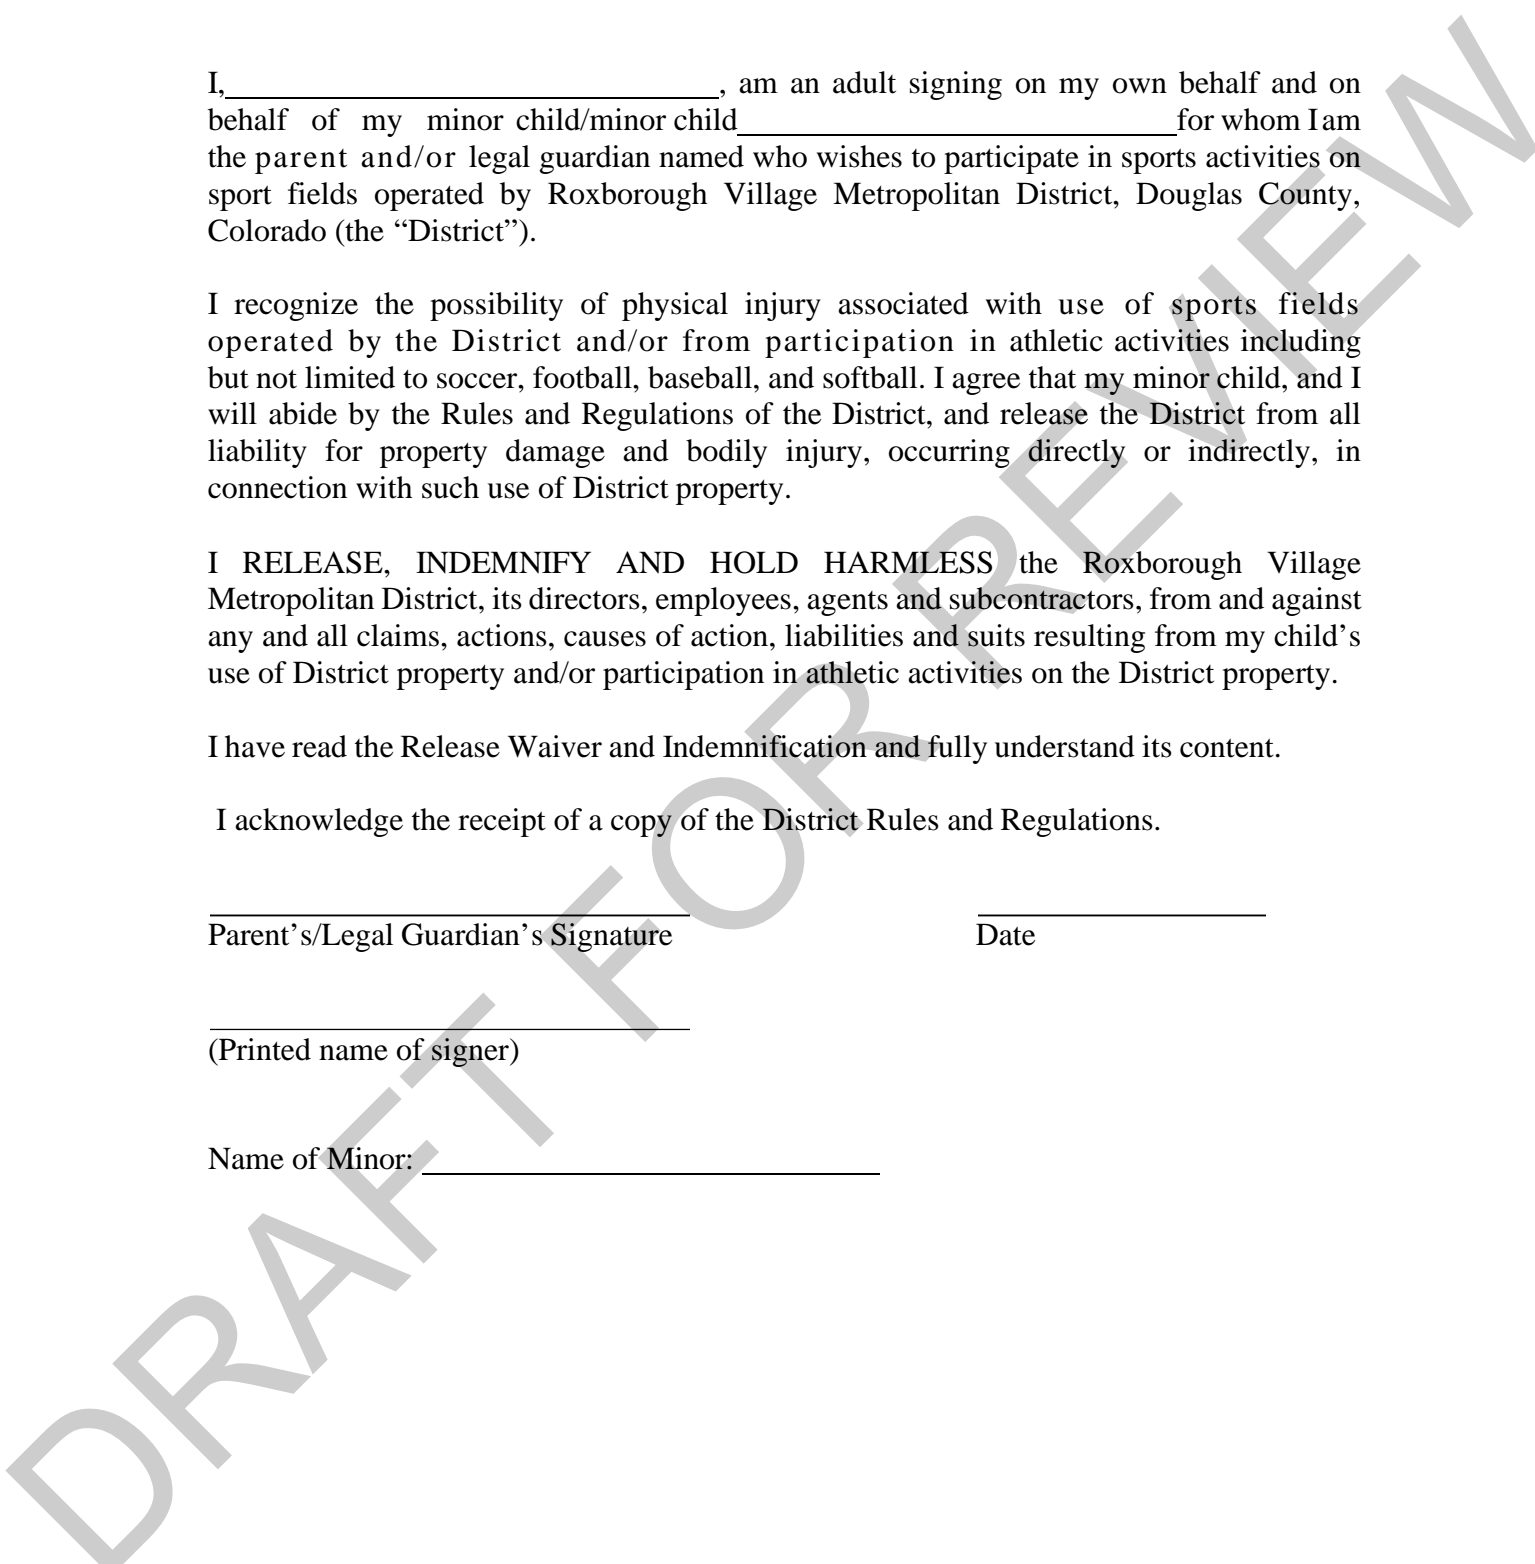 I,                                , am an adult signing on my own behalf and on
behalf of my minor child/minor child                                for whom I am
the parent and/or legal guardian named who wishes to participate in sports activities on
sport fields operated by Roxborough Village Metropolitan District, Douglas County,
Colorado (the “District”).
I recognize the possibility of physical injury associated with use of sports fields
operated by the District and/or from participation in athletic activities including
but not limited to soccer, football, baseball, and softball. I agree that my minor child, and I
will abide by the Rules and Regulations of the District, and release the District from all
liability for property damage and bodily injury, occurring directly or indirectly, in
connection with such use of District property.
I RELEASE, INDEMNIFY AND HOLD HARMLESS the Roxborough Village
Metropolitan District, its directors, employees, agents and subcontractors, from and against
any and all claims, actions, causes of action, liabilities and suits resulting from my child’s
use of District property and/or participation in athletic activities on the District property.
I have read the Release Waiver and Indemnification and fully understand its content.
I acknowledge the receipt of a copy of the District Rules and Regulations.
Parent’s/Legal Guardian’s Signature Date
(Printed name of signer)
Name of Minor:
DRAFT FOR REVIEW